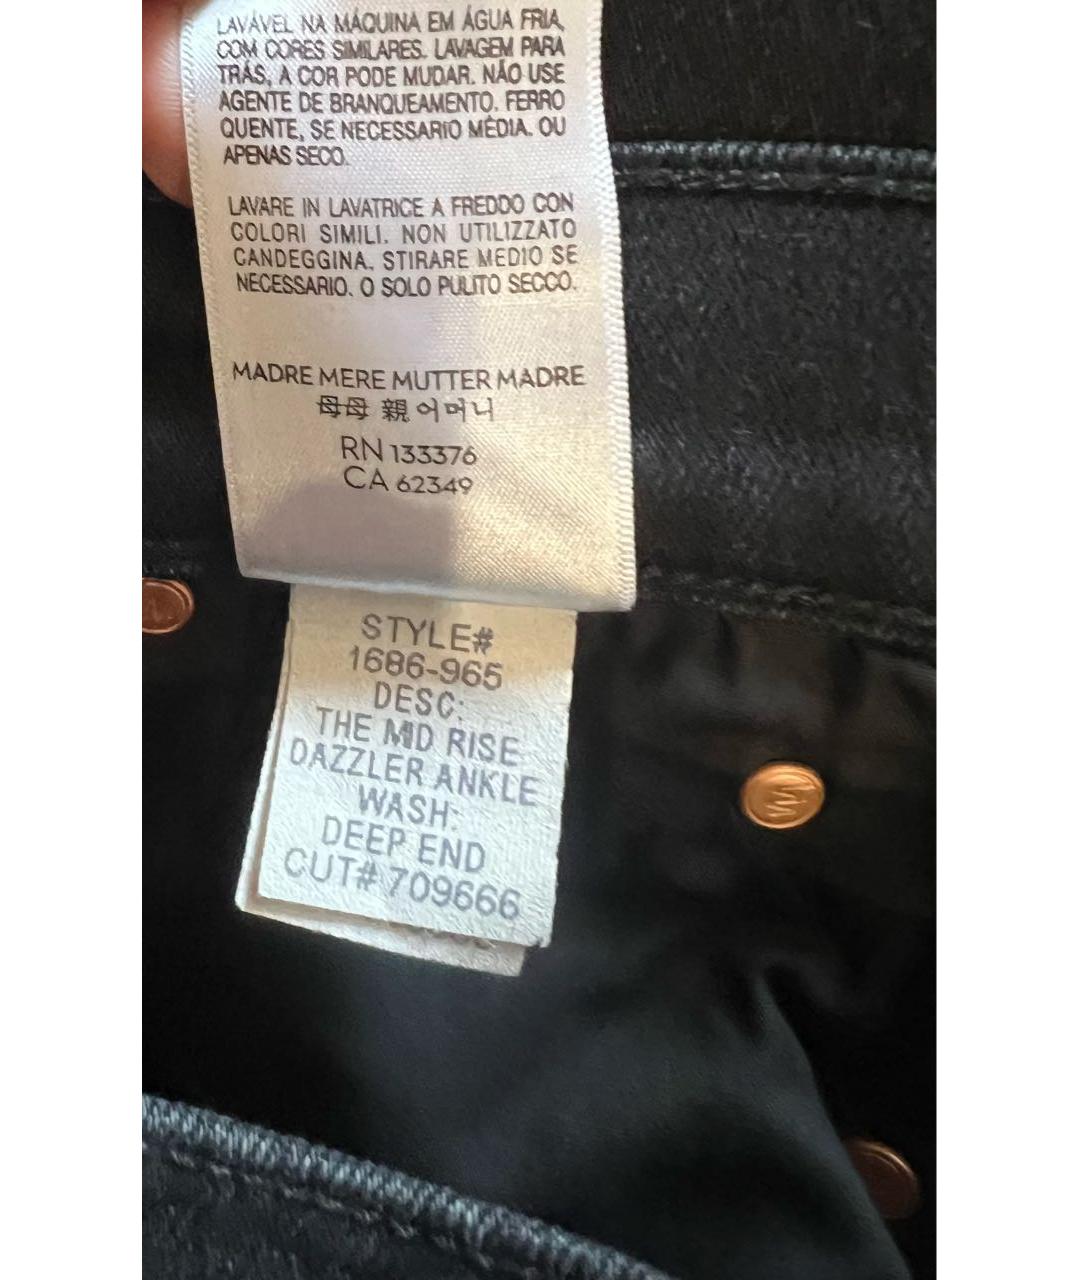 LAVÁVEL NA MÁQUINA EM ÁGUA FRIA,
COM CORES SIMILARES. LAVAGEM PARA
TRÁS, A COR PODE MUDAR. NÃO USE
AGENTE DE BRANQUEAMENTO. FERRO
QUENTE, SE NECESSARIO MÉDIA. OU
APENAS SECO.
LAVARE IN LAVATRICE A FREDDO CON
COLORI SIMILI. NON UTILIZZATO
CANDEGGINA. STIRARE MEDIO SE
NECESSARIO. O SOLO PULITO SECCO.
MADRE MERE MUTTER MADRE
母母 親 어머니
RN 133376
CA 62349
STYLE#
1686-965
DESC:
THE MID RISE
DAZZLER ANKLE
WASH:
DEEP END
CUT# 709666